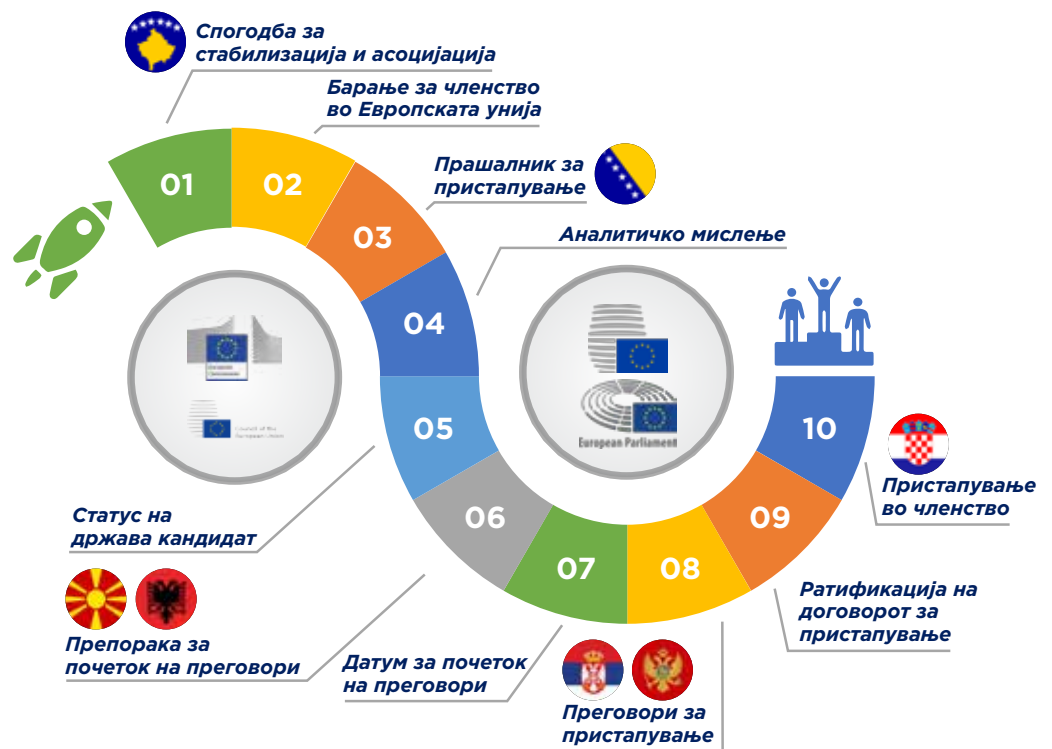 Спогодба за
стабилизација и асоцијација
Барање за членство
во Европската унија
Прашалник за
пристапување
Аналитичко мислење
01
02
03
04
05
06
07
08
09
10
European Parliament
Пристапување
во членство
Статус на
држава кандидат
Ратификација на
договорот за
пристапување
Препорака за
почеток на преговори
Датум за почеток
на преговори
Преговори за
пристапување